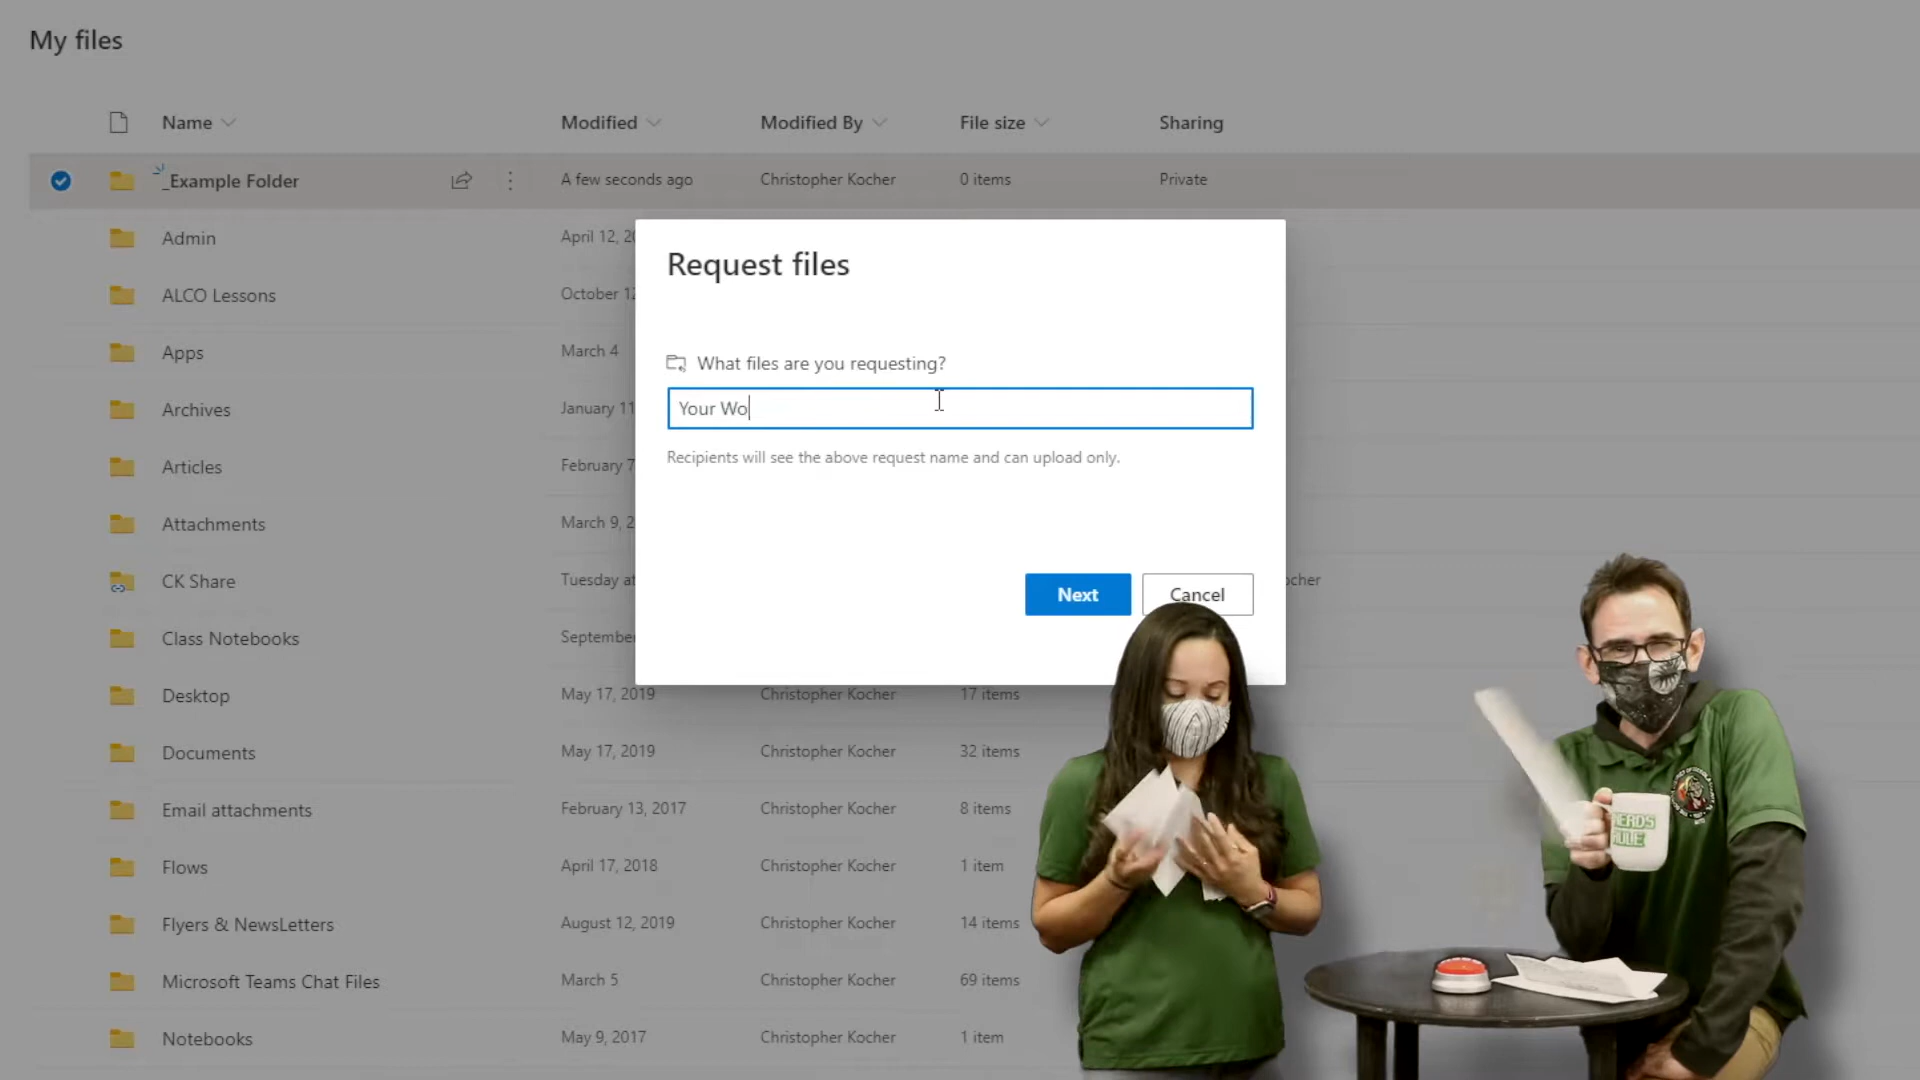 My files
Name Modified Modified By File size Sharing
_Example Folder A few seconds ago Christopher Kocher 0 items Private
Admin April 12, 20
ALCO Lessons October 12
Apps March 4
Archives January 11
Articles February 7
Attachments March 9, 2
CK Share Tuesday at ocher
Class Notebooks September
Desktop May 17, 2019 Christopher Kocher 17 items
Documents May 17, 2019 Christopher Kocher 32 items
Email attachments February 13, 2017 Christopher Kocher 8 items
Flows April 17, 2018 Christopher Kocher 1 item
Flyers & NewsLetters August 12, 2019 Christopher Kocher 14 items
Microsoft Teams Chat Files March 5 Christopher Kocher 69 items
Notebooks May 9, 2017 Christopher Kocher 1 item
Request files
What files are you requesting?
Your Wo
Recipients will see the above request name and can upload only.
Next Cancel
NERDS
RULE